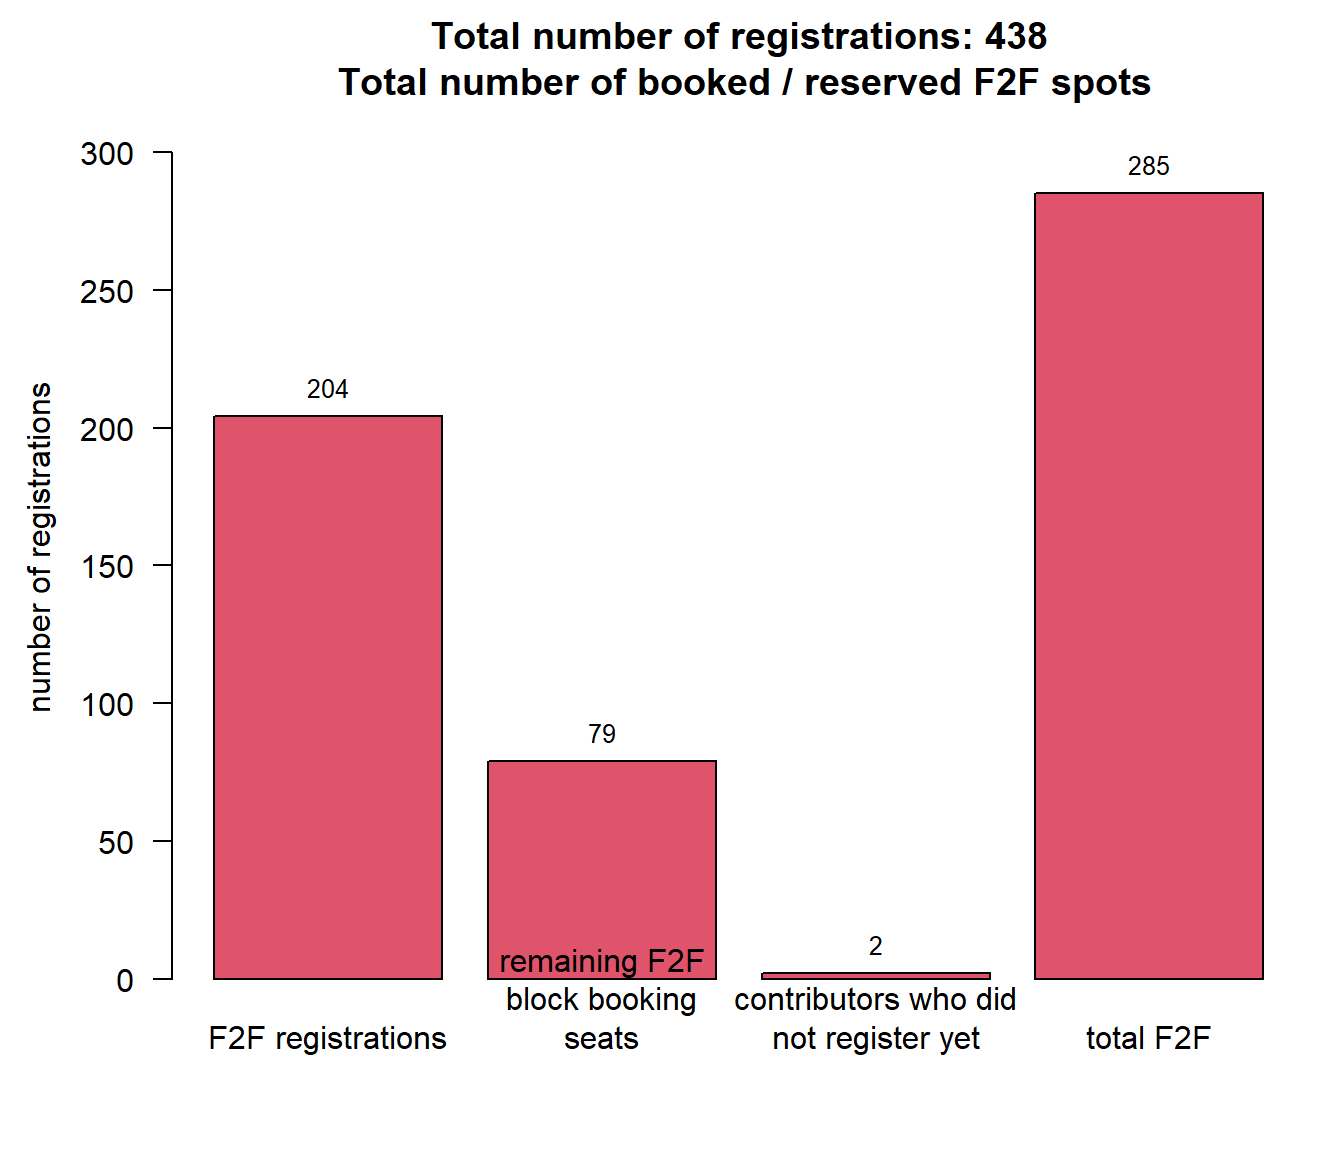 Total number of registrations: 438
Total number of booked / reserved F2F spots
number of registrations
300
250
200
150
100
50
0
204
79
2
285
F2F registrations
remaining F2F
block booking
seats
contributors who did
not register yet
total F2F